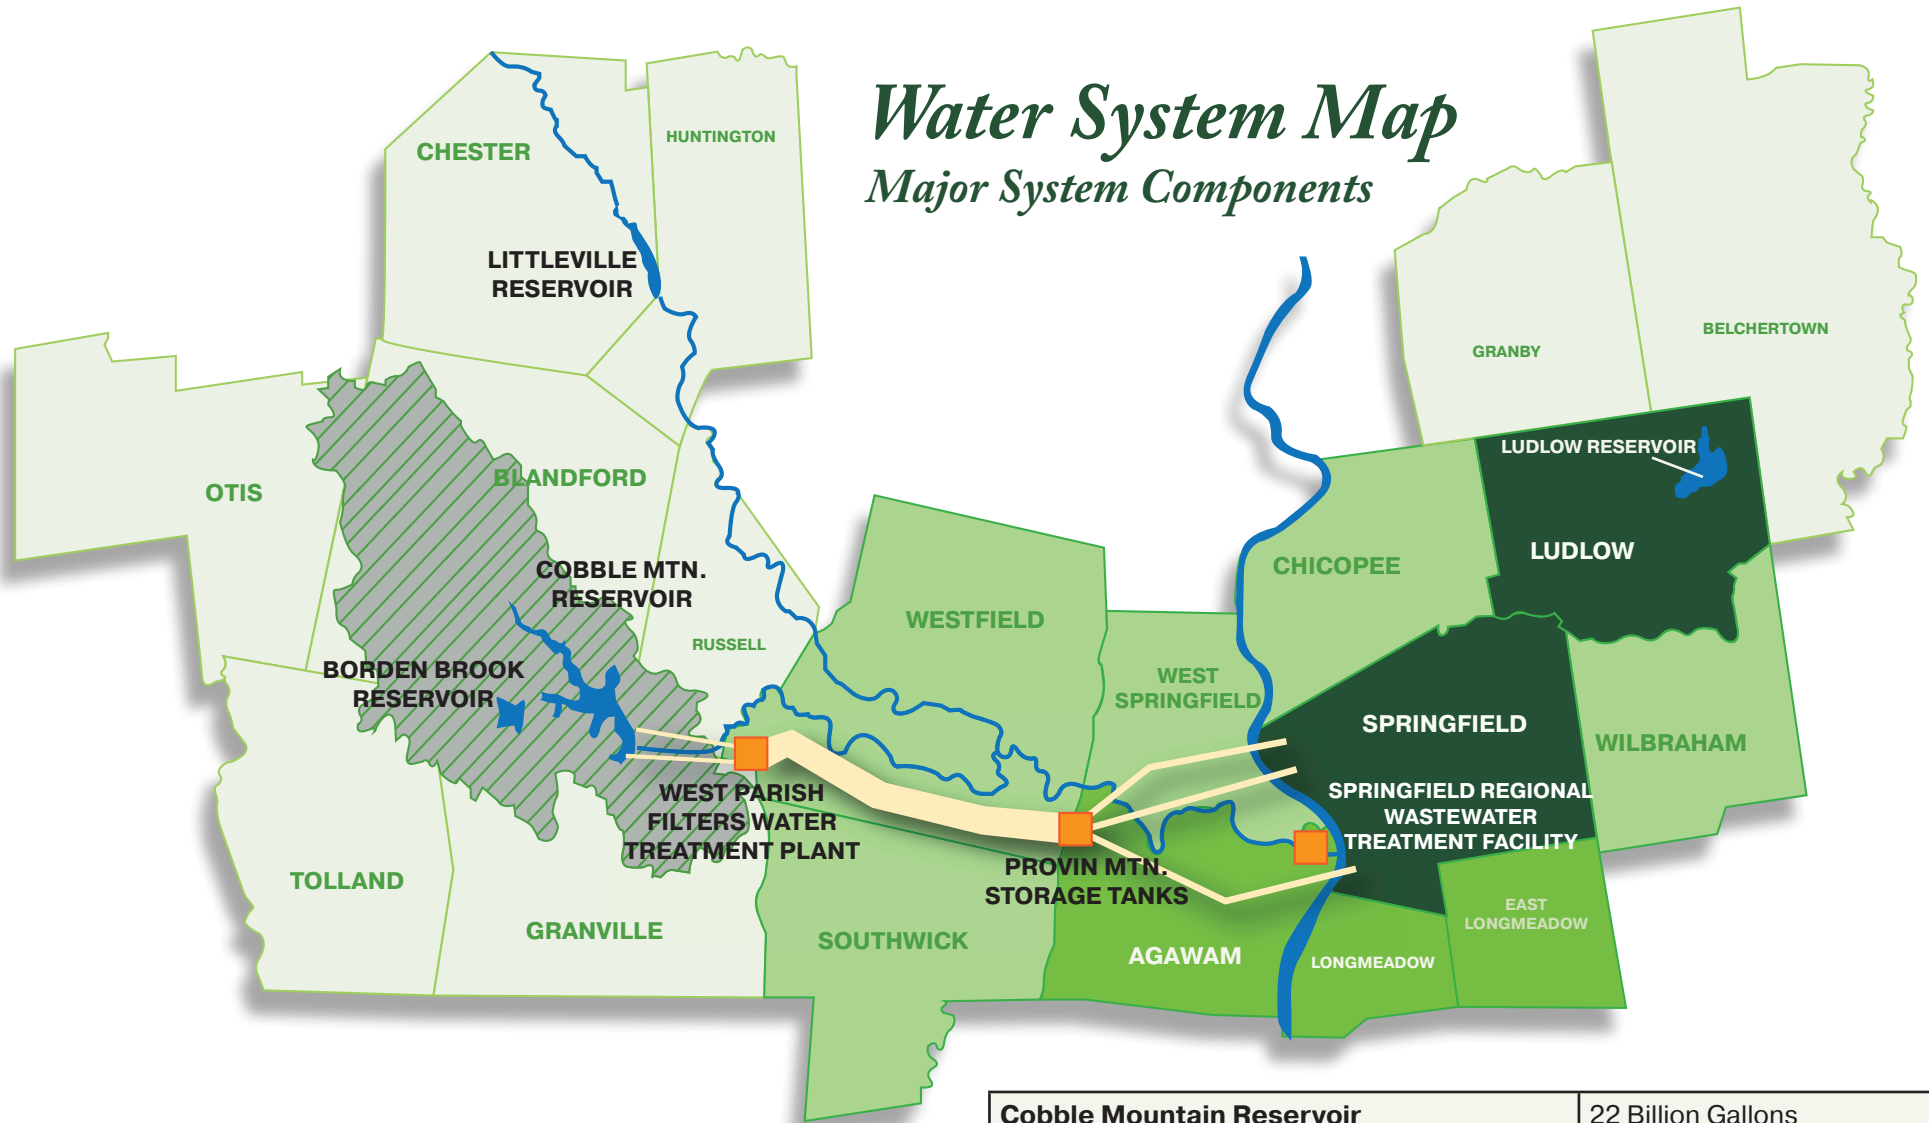 Water System Map
Major System Components
CHESTER
HUNTINGTON
LITTLEVILLE
RESERVOIR
GRANBY
BELCHERTOWN
OTIS
BLANDFORD
LUDLOW RESERVOIR
LUDLOW
COBBLE MTN.
RESERVOIR
RUSSELL
WESTFIELD
CHICOPEE
BORDEN BROOK
RESERVOIR
WEST
SPRINGFIELD
SPRINGFIELD
WILBRAHAM
WEST PARISH
FILTERS WATER
TREATMENT PLANT
SPRINGFIELD REGIONAL
WASTEWATER
TREATMENT FACILITY
PROVIN MTN.
STORAGE TANKS
TOLLAND
GRANVILLE
SOUTHWICK
AGAWAM
LONGMEADOW
EAST
LONGMEADOW
Cobble Mountain Reservoir
22 Billion Gallons